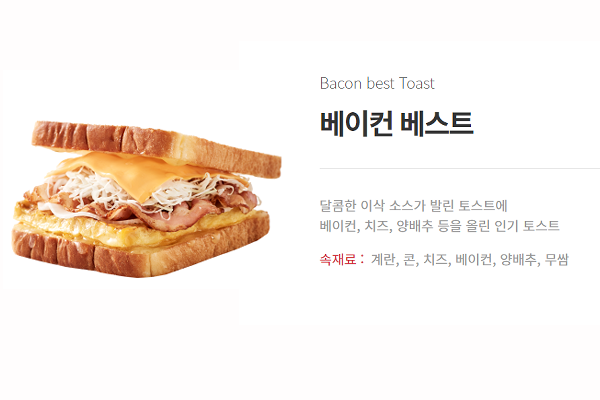 Bacon best Toast
베이컨 베스트
달콤한 이삭 소스가 발린 토스트에
베이컨, 치즈, 양배추 등을 올린 인기 토스트
속재료 : 계란, 콘, 치즈, 베이컨, 양배추, 무쌈